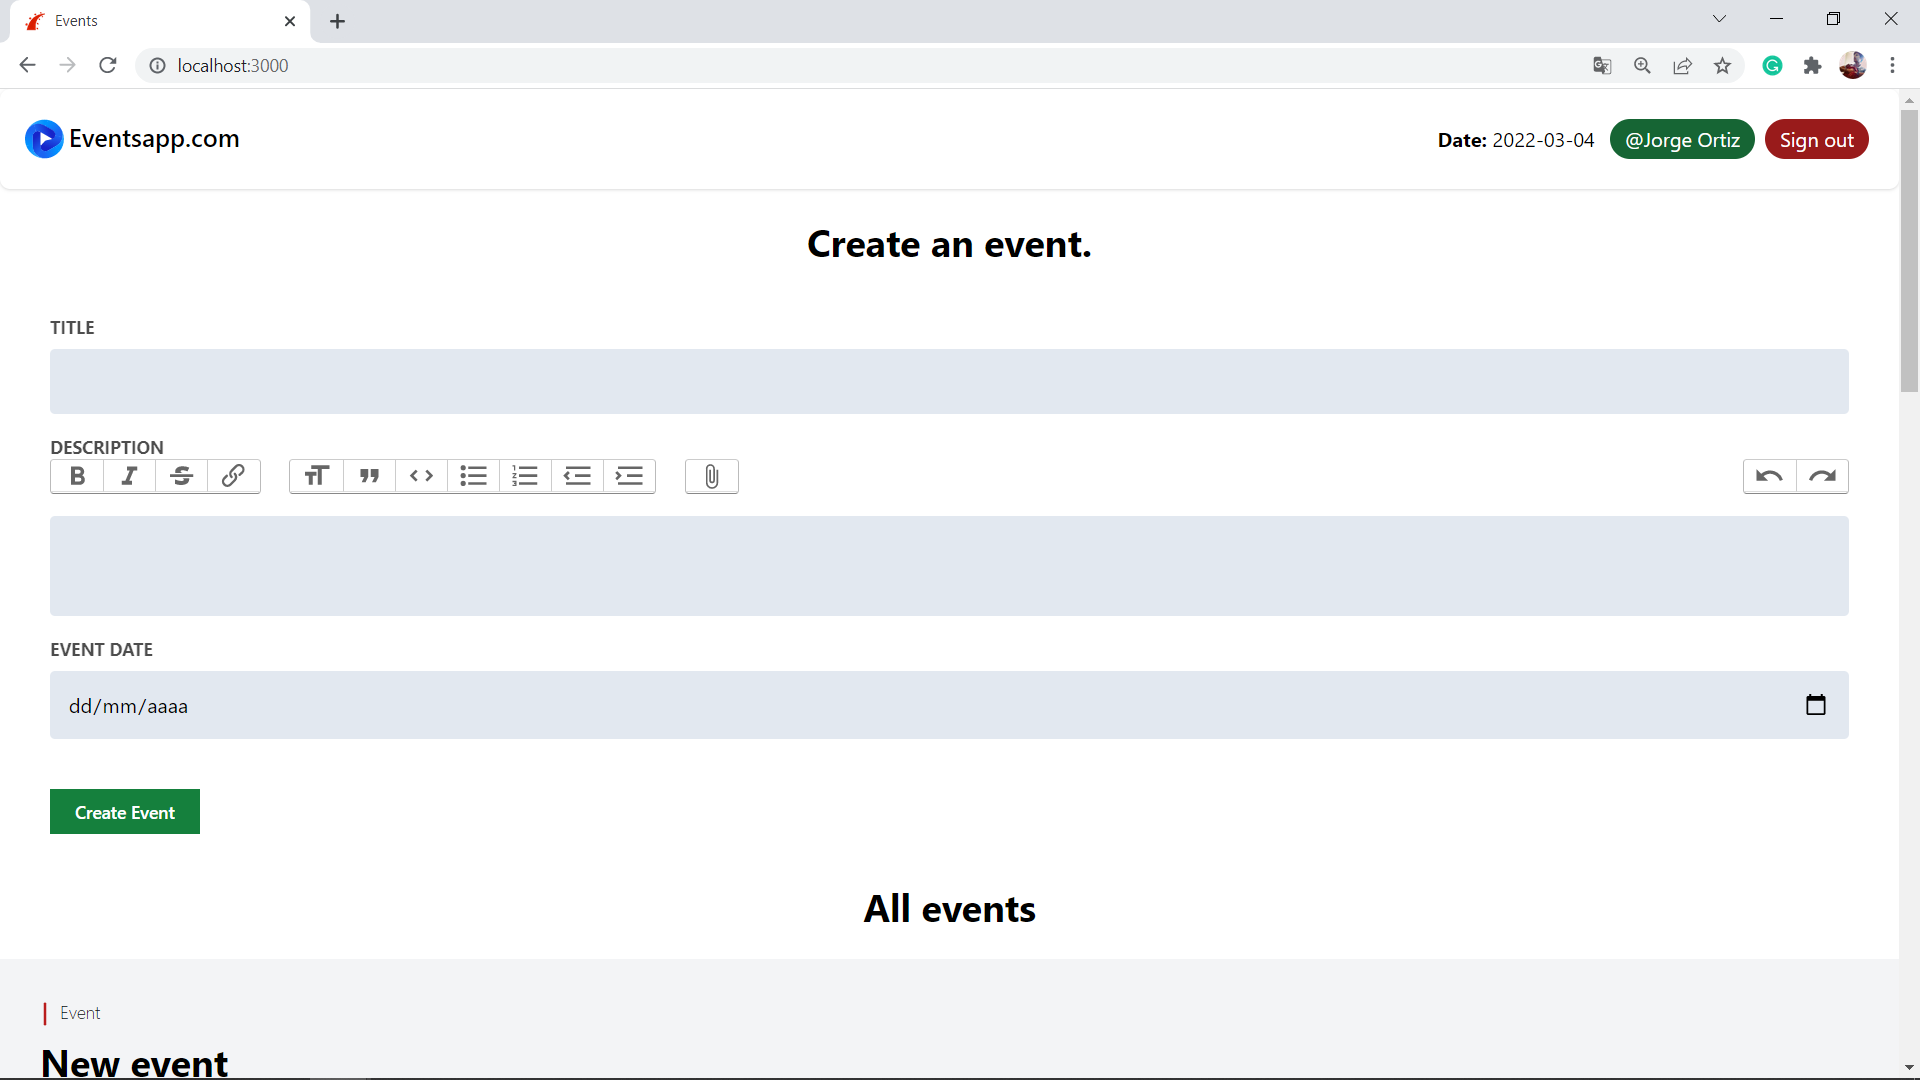 Events
localhost:3000
Eventsapp.com
Date: 2022-03-04 @Jorge Ortiz Sign out
Create an event.
TITLE
DESCRIPTION
EVENT DATE
dd/mm/aaaa
Create Event
All events
Event
New event